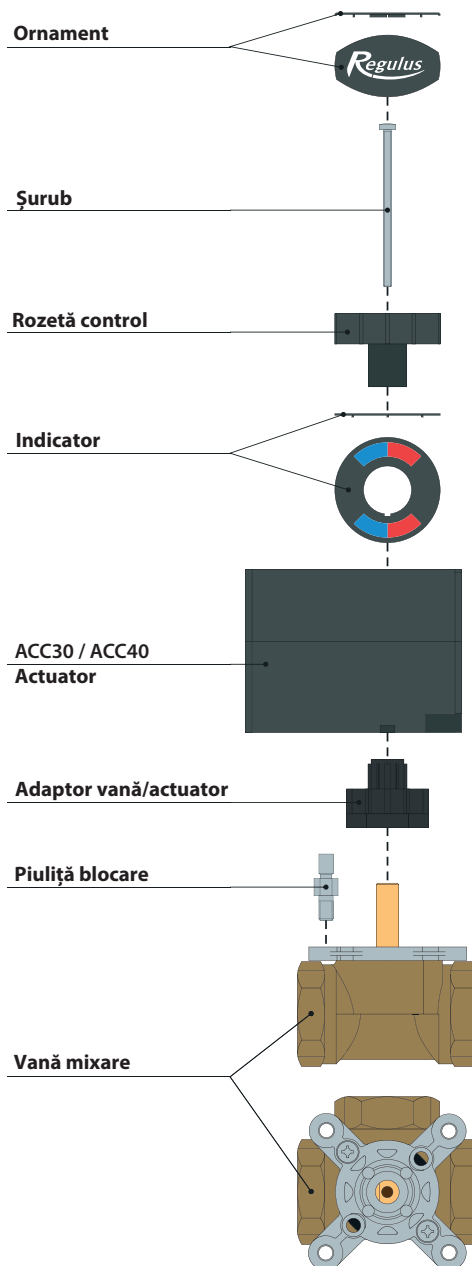 Ornament
Regulus
Șurub
Rozetă control
Indicator
ACC30 / ACC40
Actuator
Adaptor vană/actuator
Piuliță blocare
Vană mixare